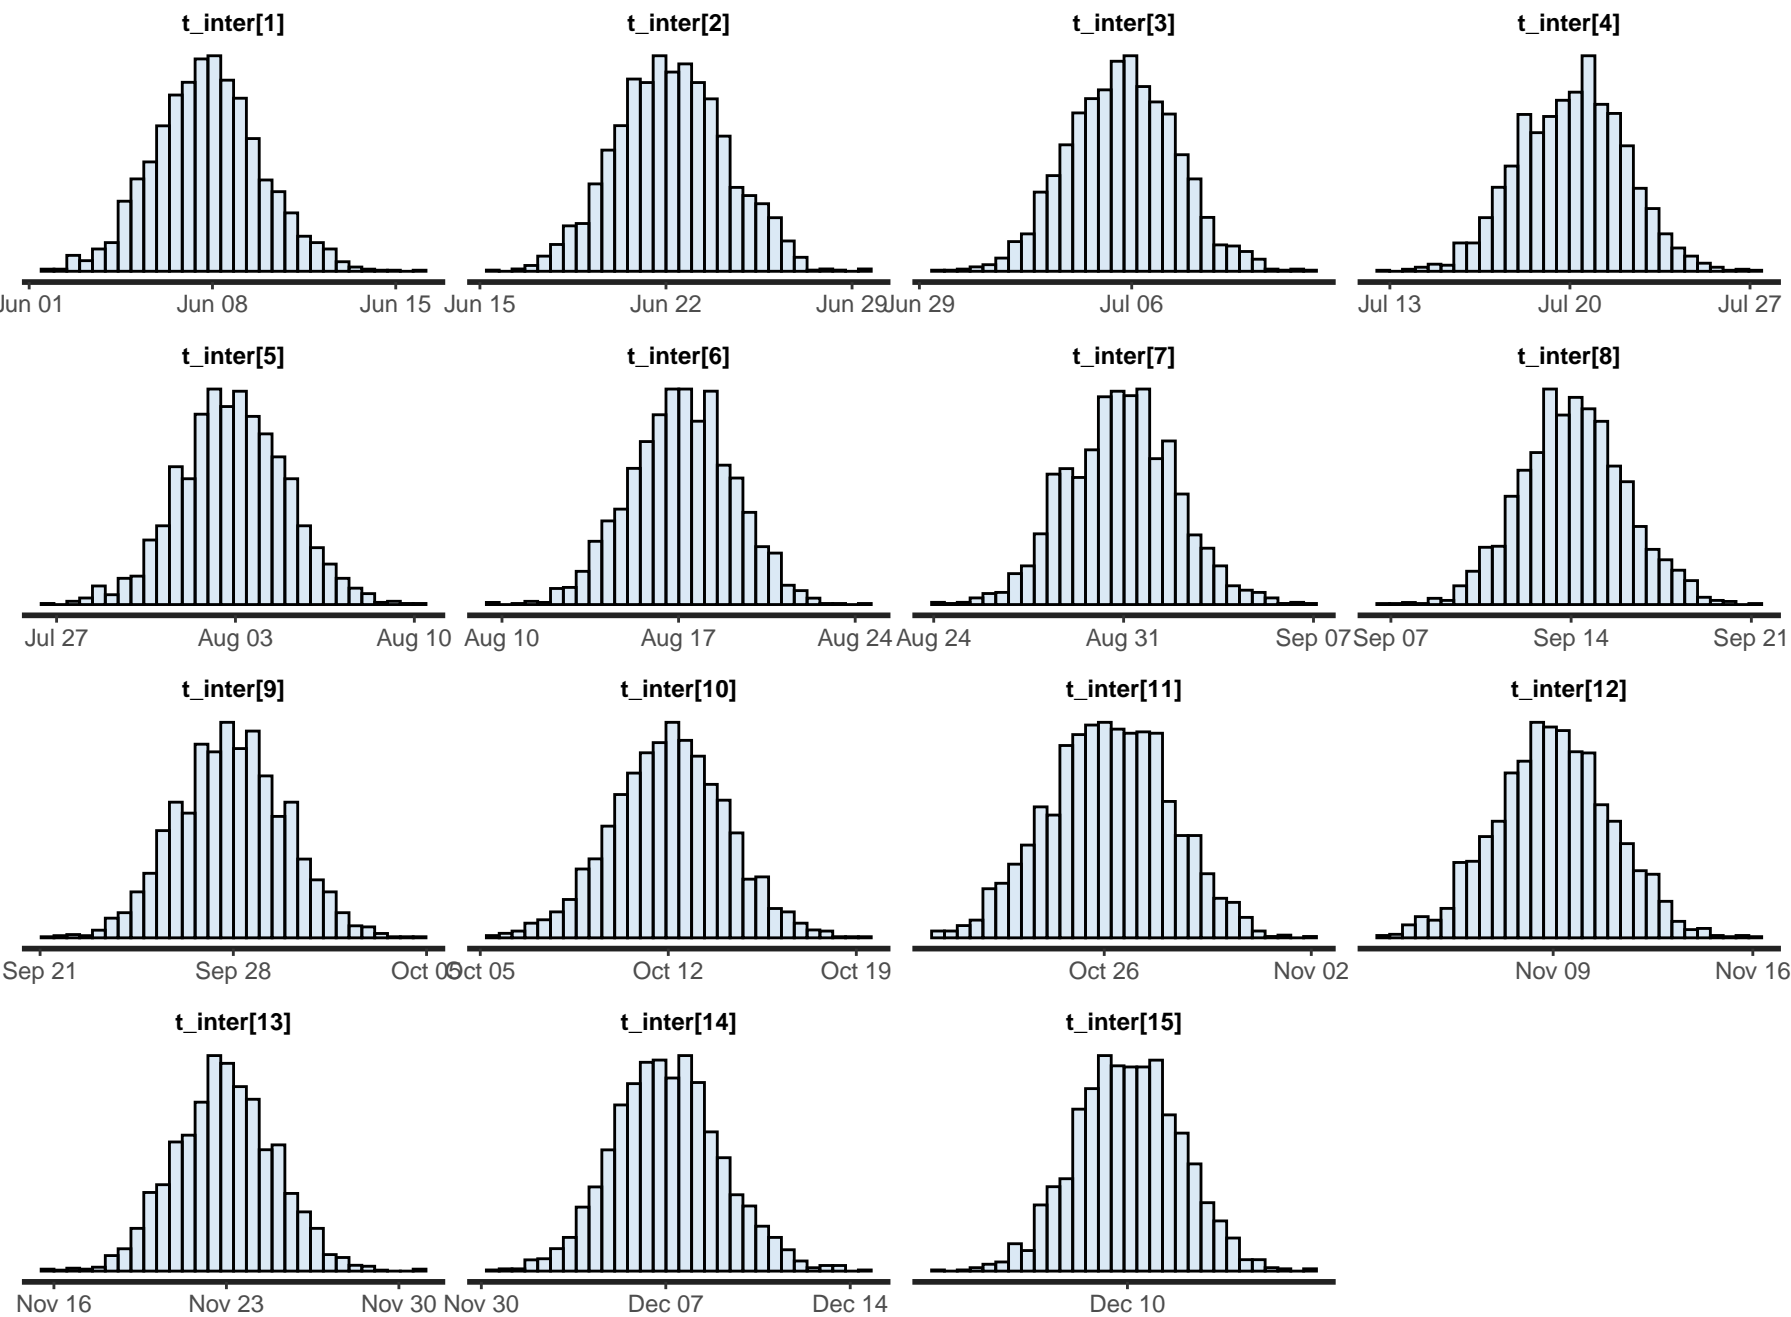 t_inter[1] t_inter[2] t_inter[3] t_inter[4]
Jun 01 Jun 08 Jun 15 Jun 15 Jun 22 Jun 29 Jun 29 Jul 06 Jul 13 Jul 20 Jul 27
t_inter[5] t_inter[6] t_inter[7] t_inter[8]
Jul 27 Aug 03 Aug 10 Aug 10 Aug 17 Aug 24 Aug 24 Aug 31 Sep 07 Sep 07 Sep 14 Sep 21
t_inter[9] t_inter[10] t_inter[11] t_inter[12]
Sep 21 Sep 28 Oct 05 Oct 05 Oct 12 Oct 19 Oct 26 Nov 02 Nov 09 Nov 16
t_inter[13] t_inter[14] t_inter[15]
Nov 16 Nov 23 Nov 30 Nov 30 Dec 07 Dec 14 Dec 10